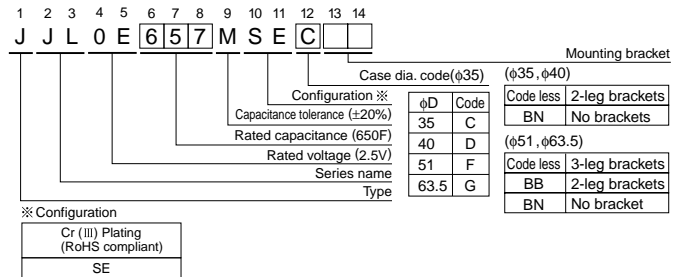 1 2 3 4 5 6 7 8 9 10 11 12 13 14
J J L 0 E 6 5 7 M S E C
Mounting bracket
Case dia. code(ϕ35)
Configuration ※
Capacitance tolerance (±20%)
Rated capacitance (650F)
Rated voltage (2.5V)
Series name
Type
ϕD Code
35 C
40 D
51 F
63.5 G
(ϕ35,ϕ40)
Code less 2-leg brackets
BN No brackets
(ϕ51,ϕ63.5)
Code less 3-leg brackets
BB 2-leg brackets
BN No bracket
※Configuration
Cr (Ⅲ) Plating
(RoHS compliant)
SE